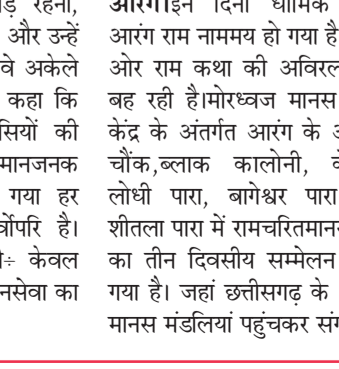 रहना,
और उन्हें
वे अकेले
कहा कि
सियों की
मानजनक
गया हर
र्वोपरि है।
केवल
नसेवा का
आरंग।इन दिनों धार्मिक
आरंग राम नाममय हो गया है
ओर राम कथा की अविरल
बह रही है।मोरध्वज मानस
केंद्र के अंतर्गत आरंग के
चौंक,ब्लाक कालोनी,
लोधी पारा, बागेश्वर पारा
शीतला पारा में रामचरितमान
का तीन दिवसीय सम्मेलन
गया है। जहां छत्तीसगढ़ के
मानस मंडलियां पहुंचकर